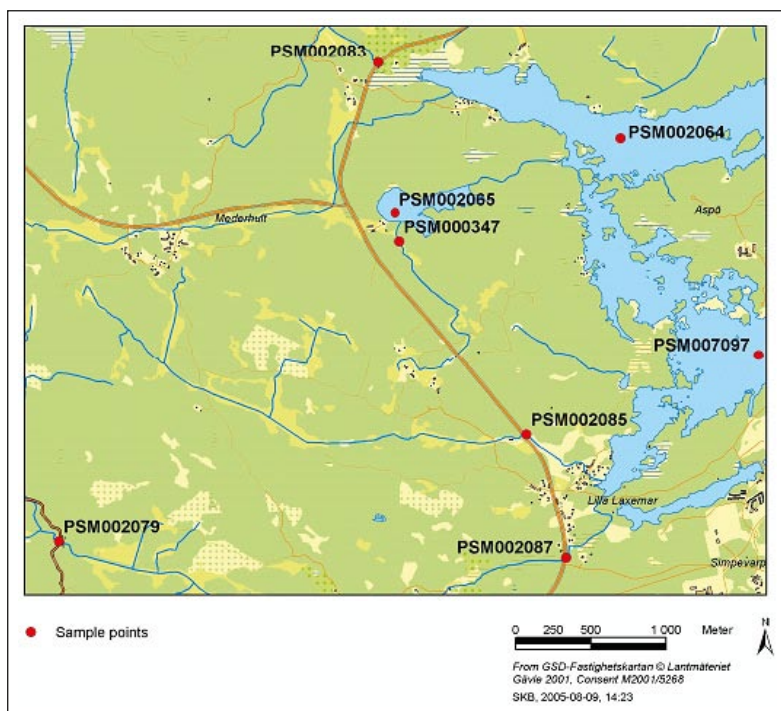 PSM002083
PSM002064
PSM002065
Mederhult
Aspö
PSM000347
PSM007097
PSM002085
Lilla Laxemar
PSM002079
PSM002087
Simpevarp
Sample points
0 250 500 1 000 Meter
N
From GSD-Fastighetskartan © Lantmäteriet
Gävle 2001, Consent M2001/5268
SKB, 2005-08-09, 14:23